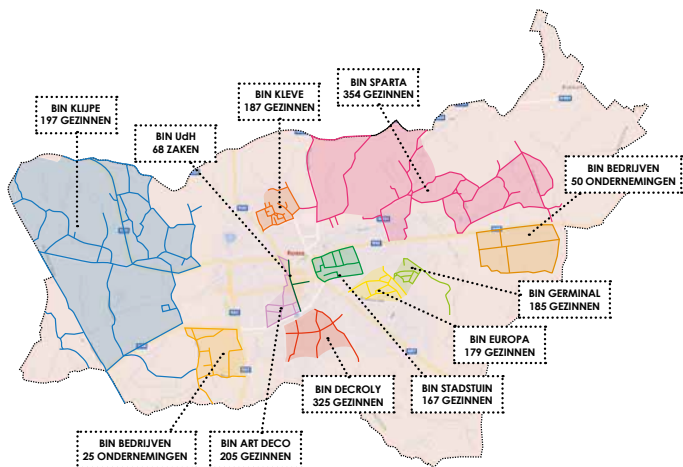 BIN SPARTA
354 GEZINNEN
BIN KLEVE
187 GEZINNEN
BIN KLIJPE
197 GEZINNEN
BIN UdH
68 ZAKEN
BIN BEDRIJVEN
50 ONDERNEMINGEN
Ronse
BIN GERMINAL
185 GEZINNEN
BIN EUROPA
179 GEZINNEN
BIN DECROLY
325 GEZINNEN
BIN STADSTUIN
167 GEZINNEN
BIN BEDRIJVEN
25 ONDERNEMINGEN
BIN ART DECO
205 GEZINNEN